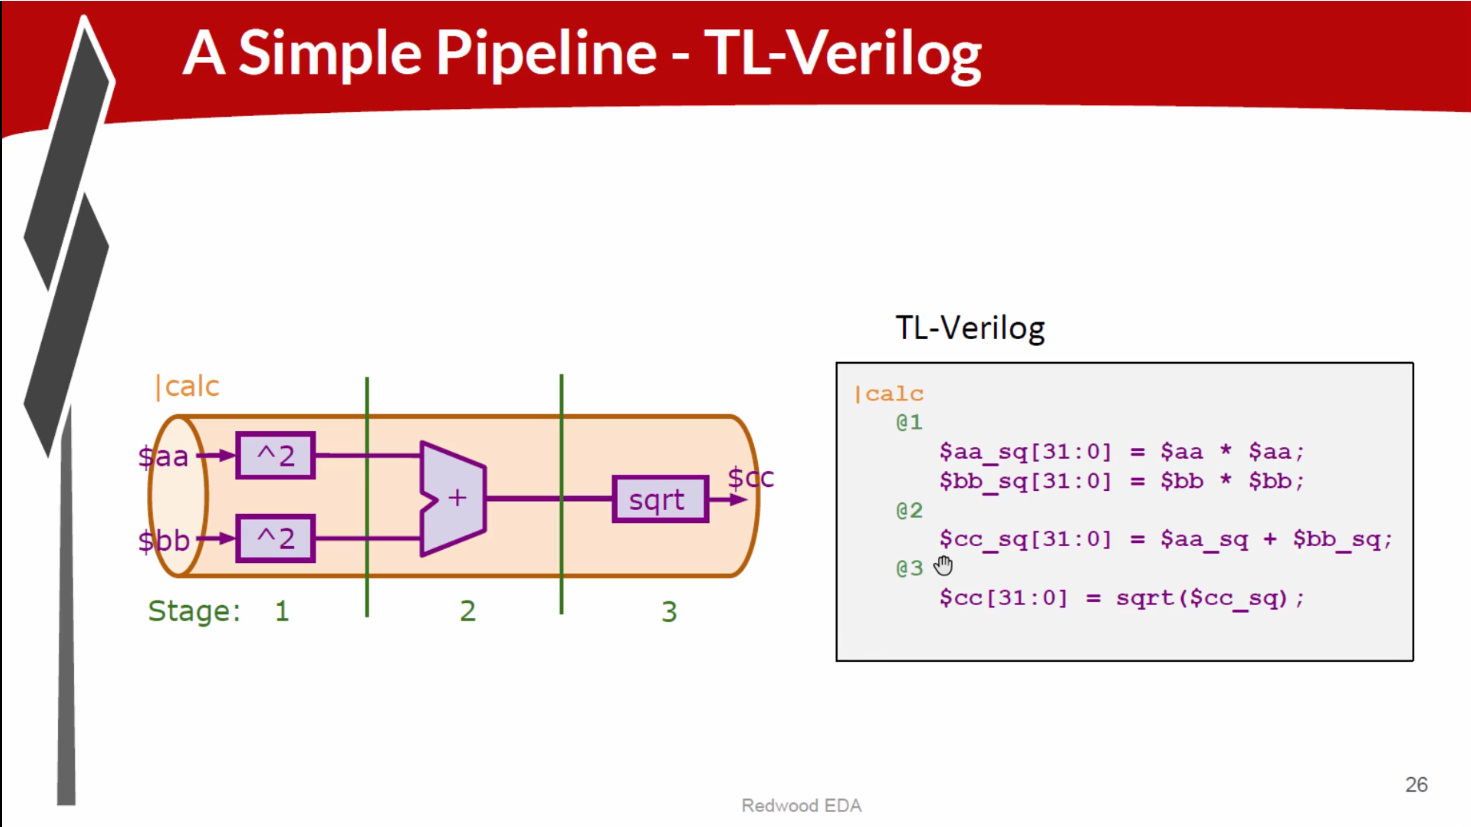 A Simple Pipeline - TL-Verilog
|calc
$aa
^2
$bb
^2
+
sqrt
$cc
Stage: 1 2 3
TL-Verilog
|calc
@1
$aa_sq[31:0] = $aa * $aa;
$bb_sq[31:0] = $bb * $bb;
@2
$cc_sq[31:0] = $aa_sq + $bb_sq;
@3
$cc[31:0] = sqrt($cc_sq);
26
Redwood EDA